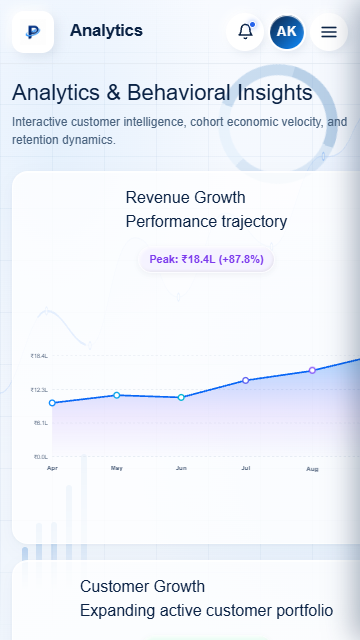 P
Analytics
AK
Analytics & Behavioral Insights
Interactive customer intelligence, cohort economic velocity, and
retention dynamics.
Revenue Growth
Performance trajectory
Peak: ₹18.4L (+87.8%)
₹18.4L
₹12.3L
₹6.1L
₹0.0L
Apr
May
Jun
Jul
Aug
Customer Growth
Expanding active customer portfolio